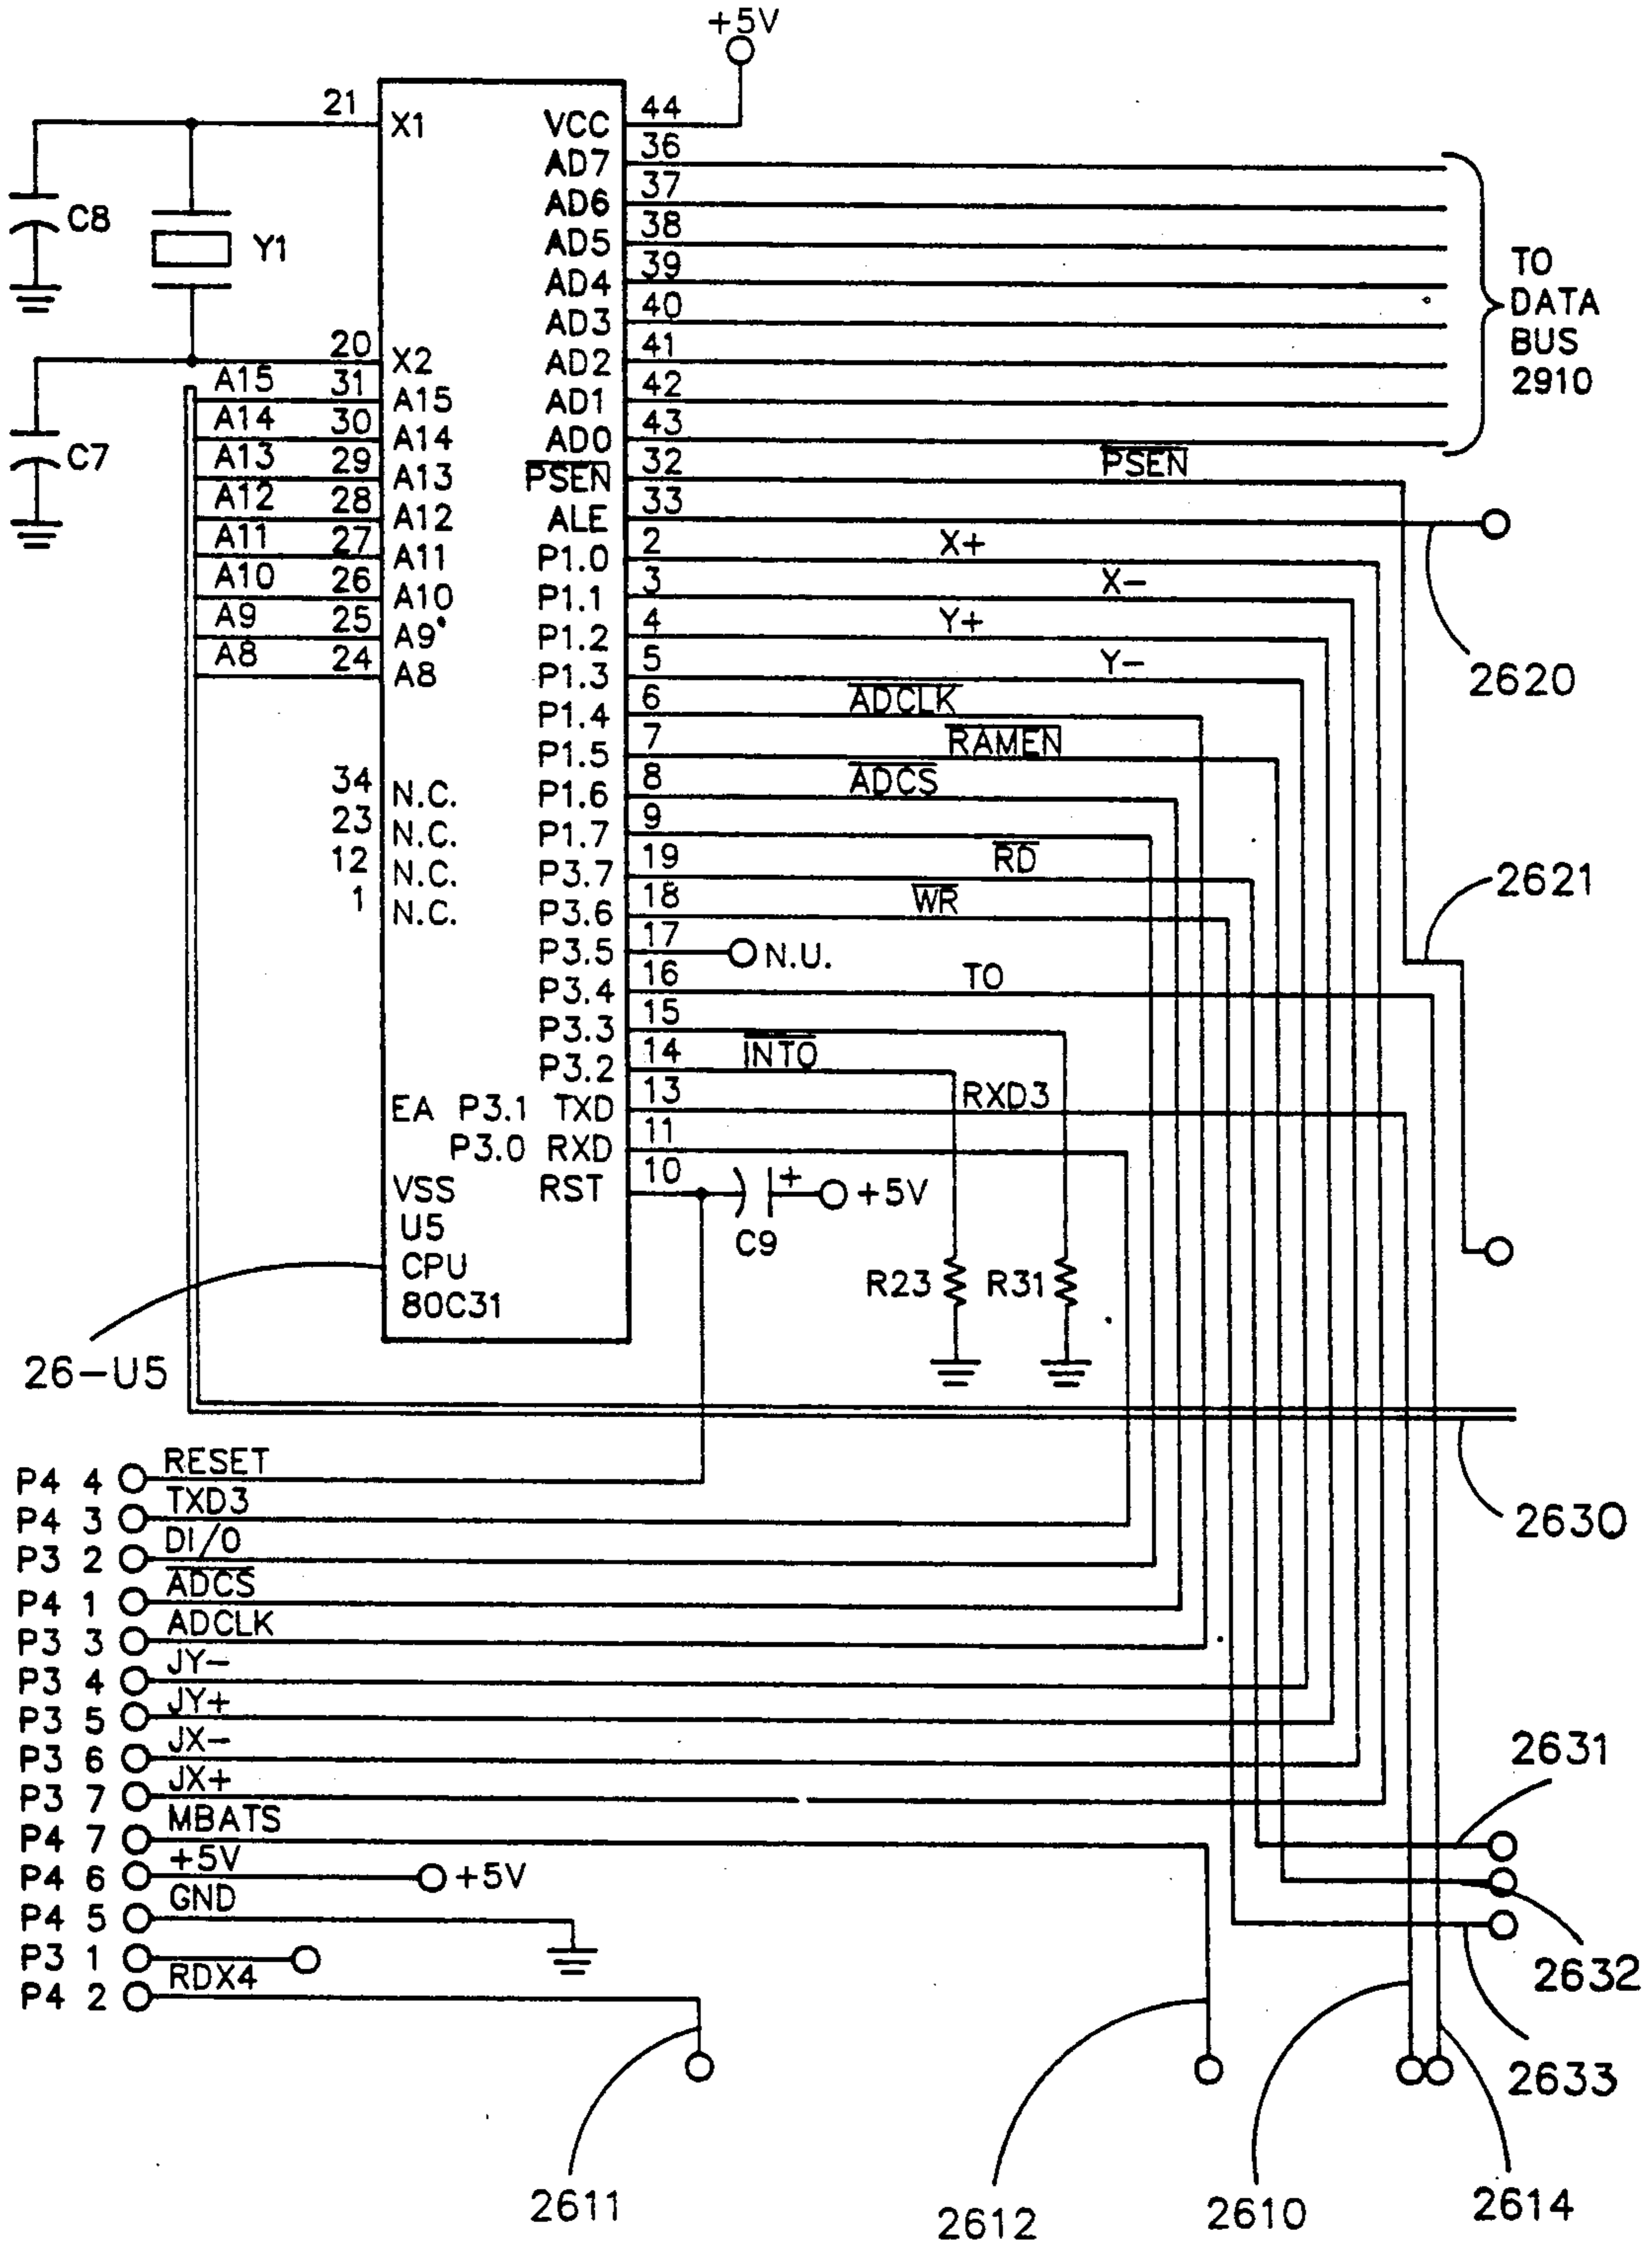 +5V
21 X1 VCC 44
AD7 36
AD6 37
C8 Y1 AD5 38
AD4 39
AD3 40
TO
DATA
BUS
2910
20 X2 AD2 41
A15 31 A15 AD1 42
A14 30 A14 AD0 43
C7 A13 29 A13 PSEN 32 PSEN
A12 28 A12 ALE 33
A11 27 A11 P1.0 2 X+
A10 26 A10 P1.1 3 X-
A9 25 A9 P1.2 4 Y+
A8 24 A8 P1.3 5 Y-
2620
P1.4 6 ADCLK
P1.5 7 RAMEN
34 N.C. P1.6 8 ADCS
23 N.C. P1.7 9
12 N.C. P3.7 19 RD
1 N.C. P3.6 18 WR
2621
P3.5 17 N.U.
P3.4 16 TO
P3.3 15
P3.2 14 INTO
EA P3.1 TXD 13 RXD3
P3.0 RXD 11
VSS RST 10 + +5V
U5 C9
CPU R23 R31
80C31
26-U5
2630
P4 4 RESET
P4 3 TXD3
P3 2 DI/O
P4 1 ADCS
P3 3 ADCLK
P3 4 JY-
P3 5 JY+
P3 6 JX-
P3 7 JX+
2631
P4 7 MBATS
P4 6 +5V +5V
P4 5 GND
P3 1
2632
P4 2 RDX4
2633
2611 2612 2610 2614